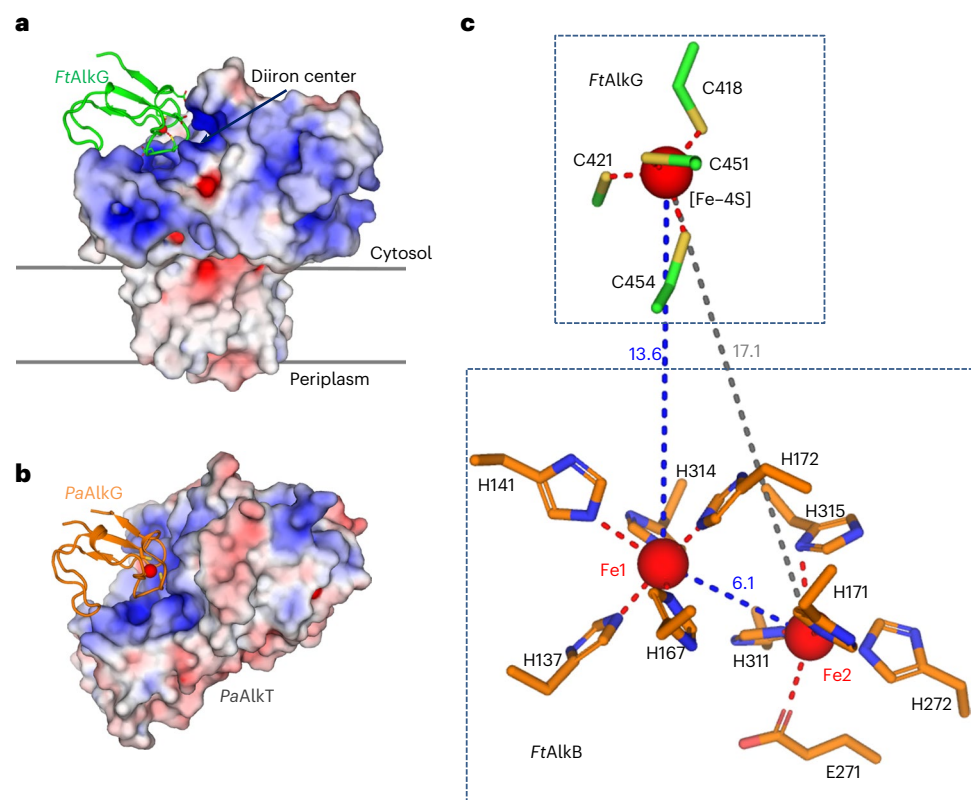 a
FtAlkG
Diiron center
Cytosol
Periplasm
b
PaAlkG
PaAlkT
c
FtAlkG
C418
C421
C451
[Fe–4S]
C454
13.6
17.1
H141
H314
H172
H315
Fe1
6.1
H171
H137
H167
H311
Fe2
H272
FtAlkB
E271